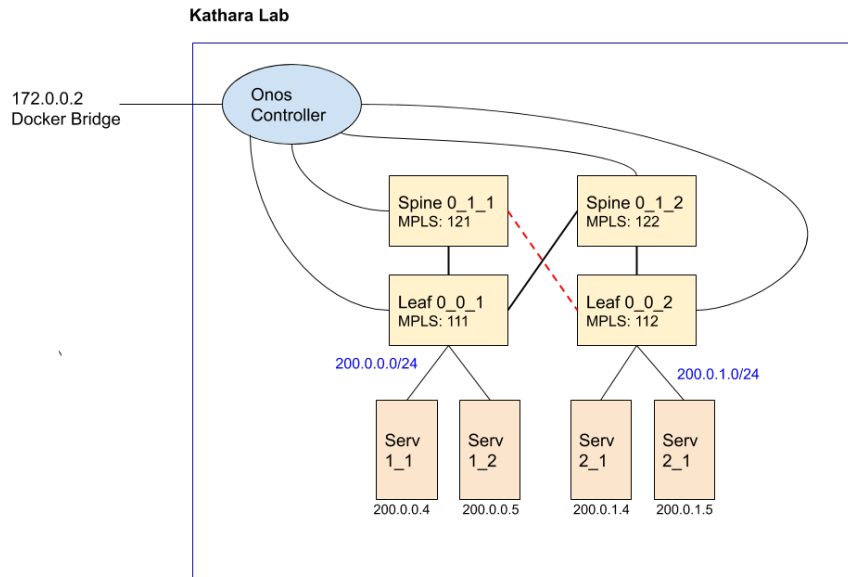 Kathara Lab
172.0.0.2
Docker Bridge
Onos
Controller
Spine 0_1_1
MPLS: 121
Spine 0_1_2
MPLS: 122
Leaf 0_0_1
MPLS: 111
Leaf 0_0_2
MPLS: 112
200.0.0.0/24
200.0.1.0/24
Serv
1_1
Serv
1_2
Serv
2_1
Serv
2_1
200.0.0.4
200.0.0.5
200.0.1.4
200.0.1.5